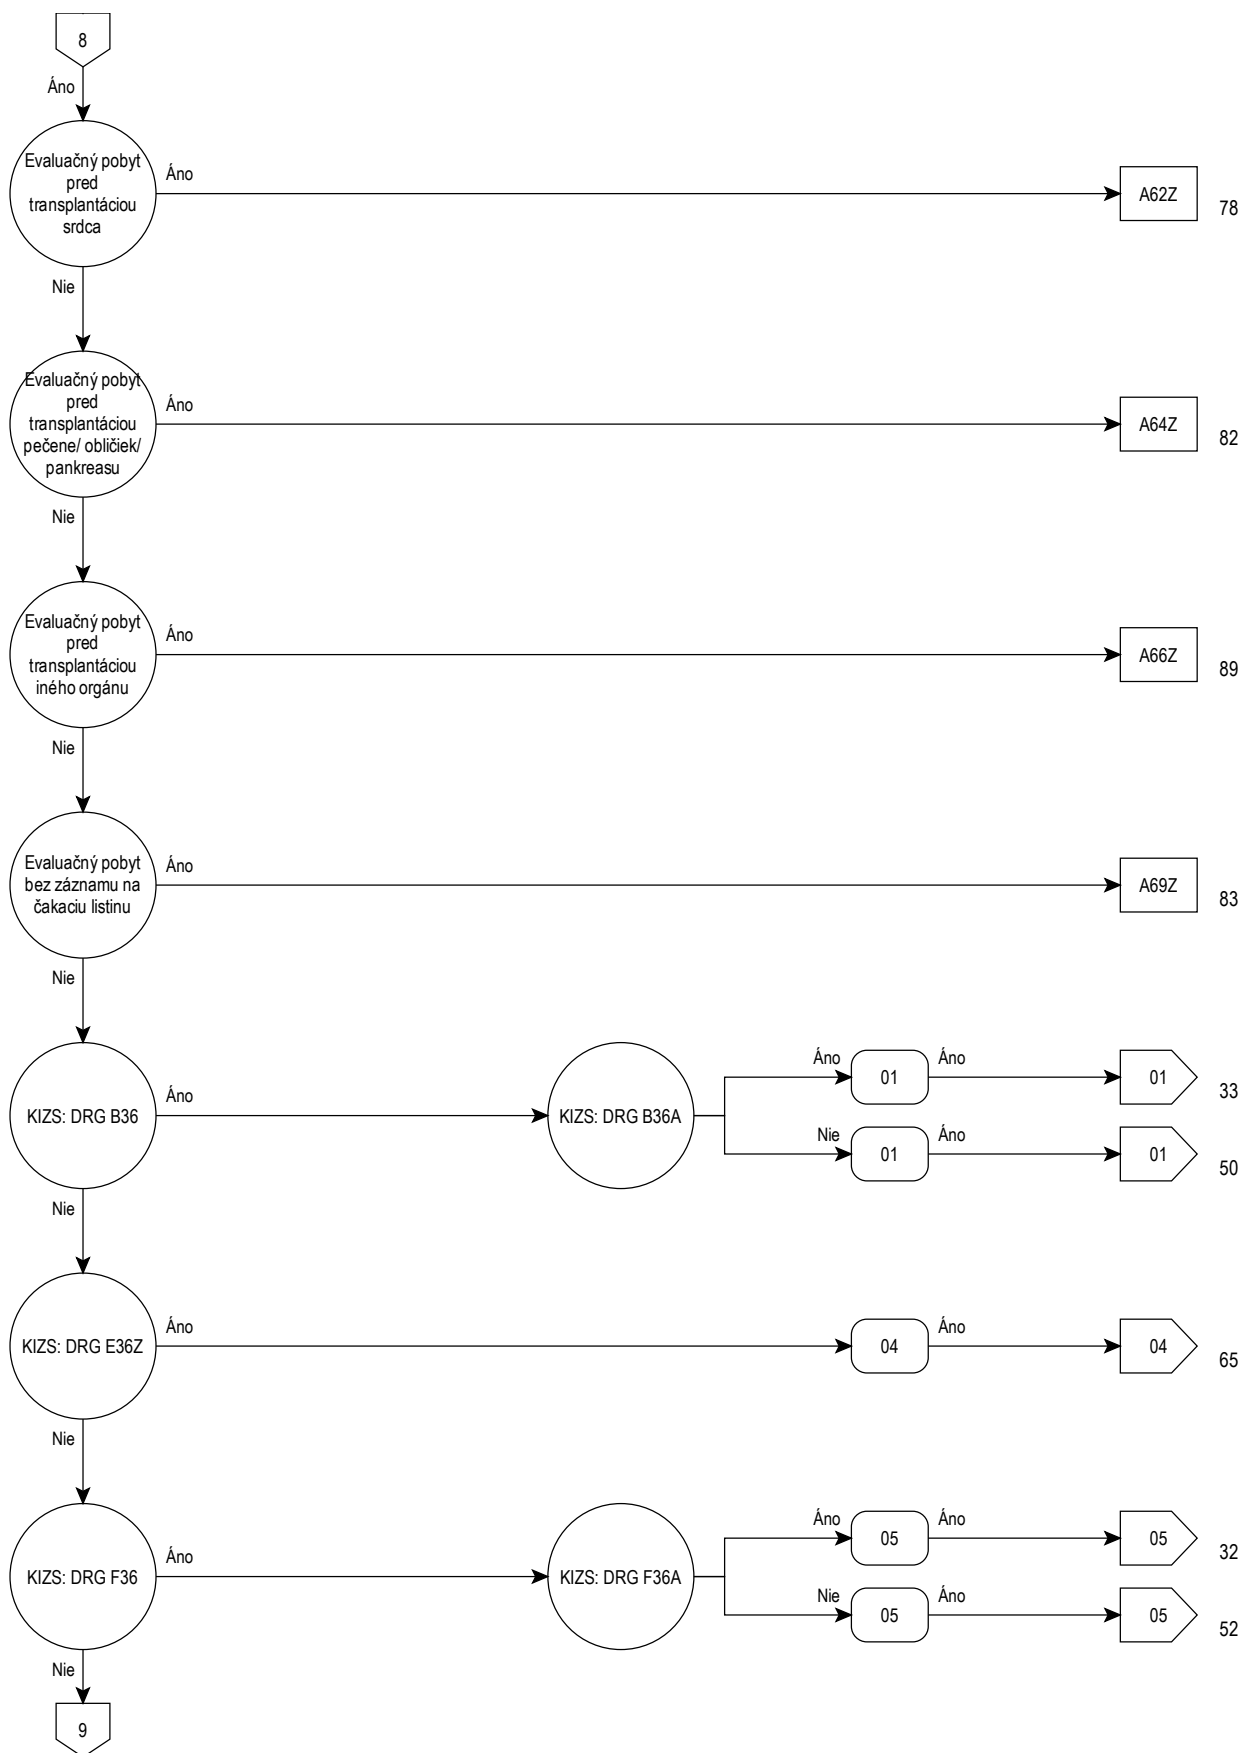 8
Áno
Evaluačný pobyt
pred
transplantáciou
srdca
Áno
A62Z
78
Nie
Evaluačný pobyt
pred
transplantáciou
pečene/ obličiek/
pankreasu
Áno
A64Z
82
Nie
Evaluačný pobyt
pred
transplantáciou
iného orgánu
Áno
A66Z
89
Nie
Evaluačný pobyt
bez záznamu na
čakaciu listinu
Áno
A69Z
83
Nie
KIZS: DRG B36
Áno
KIZS: DRG B36A
Áno
01
Áno
01
33
Nie
01
Áno
01
50
Nie
KIZS: DRG E36Z
Áno
04
Áno
04
65
Nie
KIZS: DRG F36
Áno
KIZS: DRG F36A
Áno
05
Áno
05
32
Nie
05
Áno
05
52
Nie
9